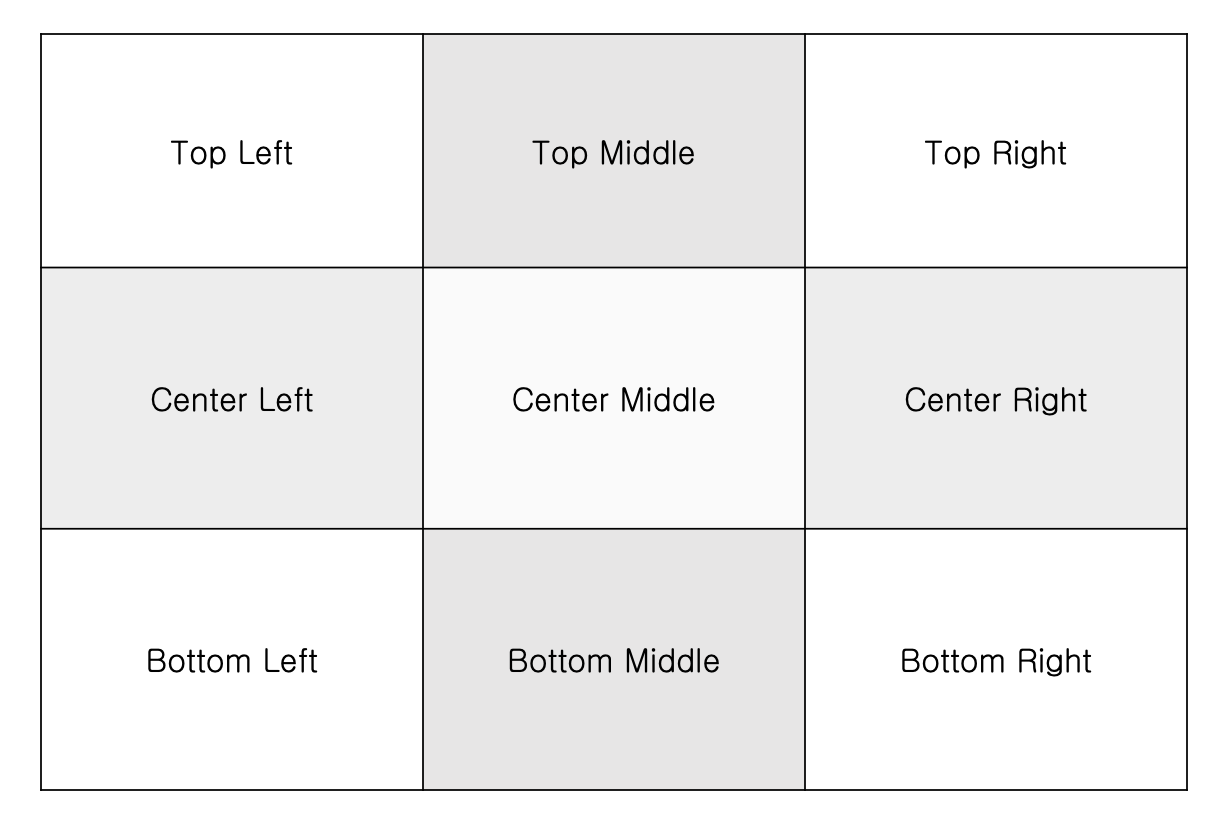 Top Left
Top Middle
Top Right
Center Left
Center Middle
Center Right
Bottom Left
Bottom Middle
Bottom Right